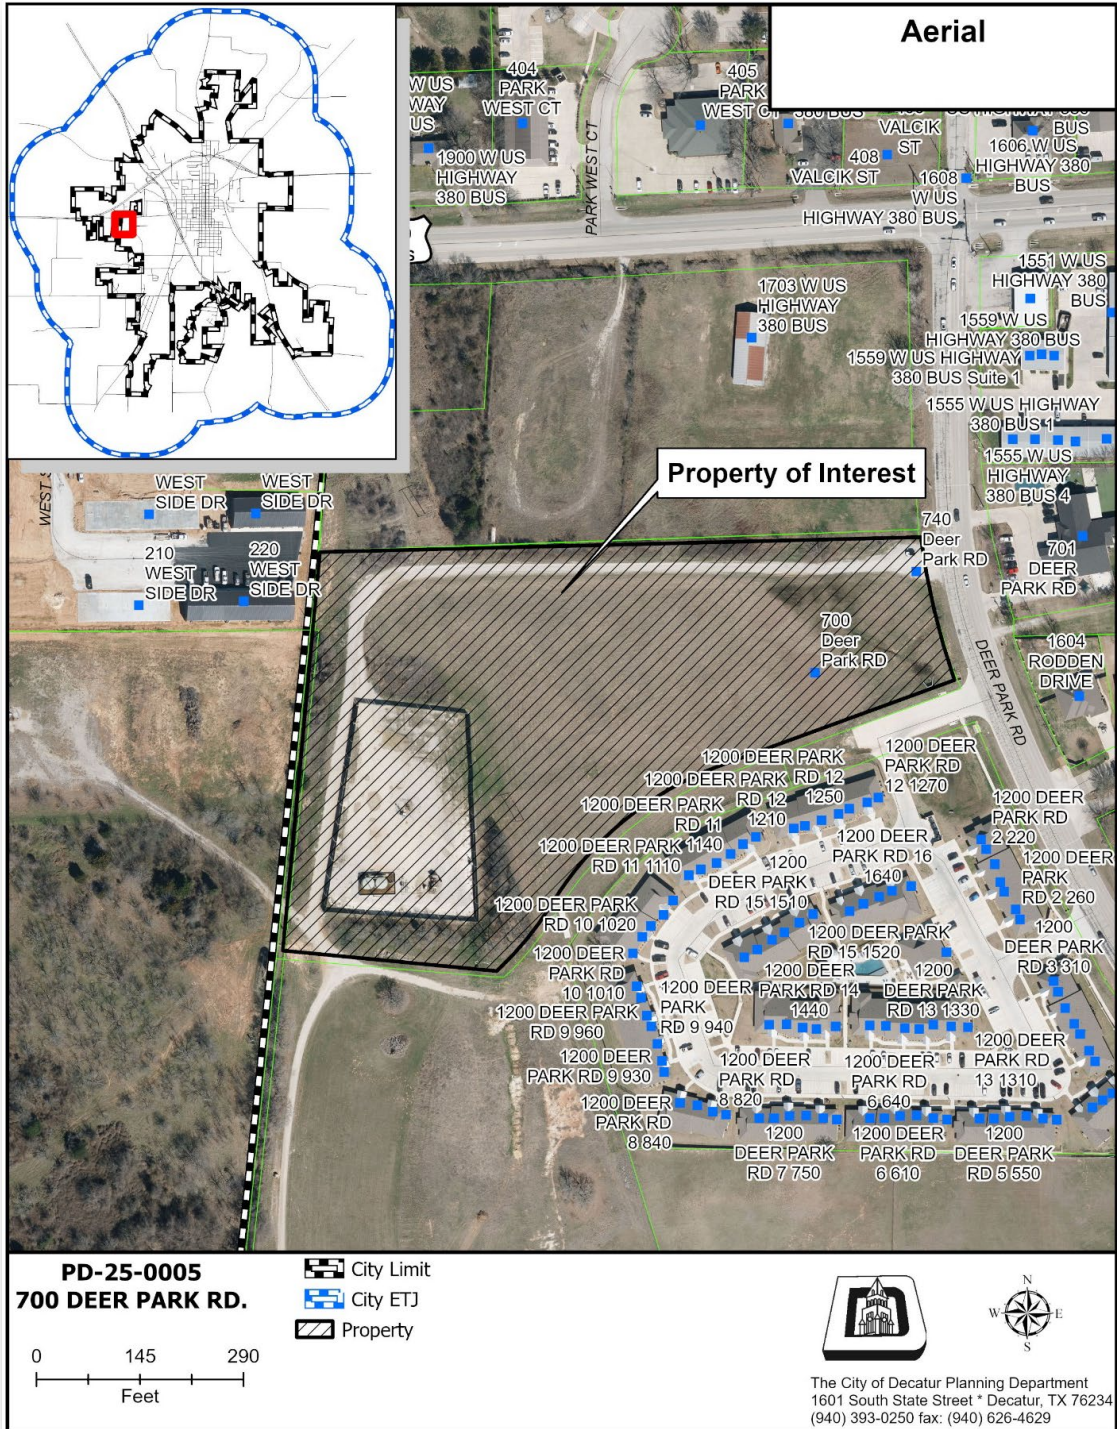 Aerial
404
PARK
WEST CT
405
PARK
WEST CT
380 BUS
VALCIK
ST
408
VALCIK ST
1608
W US
HIGHWAY 380 BUS
BUS
1606 W US
HIGHWAY 380
BUS
W US
WAY
US
1900 W US
HIGHWAY
380 BUS
PARK WEST CT
1703 W US
HIGHWAY
380 BUS
1551 W US
HIGHWAY 380
BUS
1559 W US
HIGHWAY 380 BUS
1559 W US HIGHWAY
380 BUS Suite 1
1555 W US HIGHWAY
380 BUS 1
1555 W US
HIGHWAY
380 BUS 4
Property of Interest
WEST
SIDE DR
WEST
SIDE DR
210
WEST
SIDE DR
220
WEST
SIDE DR
740
Deer
Park RD
701
DEER
PARK RD
700
Deer
Park RD
DEER PARK RD
1604
RODDEN
DRIVE
1200 DEER PARK
RD 12
1270
1200 DEER PARK
RD 12
1250
1200 DEER PARK
RD 12
1210
1200 DEER PARK
RD 11
1140
1200 DEER PARK
RD 11 1110
1200 DEER
PARK RD
2 220
1200 DEER
PARK RD 16
1640
1200
DEER PARK
RD 15 1510
1200 DEER
PARK
RD 2 260
1200 DEER PARK
RD 10 1020
1200 DEER PARK
RD 15 1520
1200
DEER PARK
RD 3 310
1200 DEER
PARK RD
10 1010
1200 DEER
PARK RD 14
1440
1200
DEER PARK
RD 13 1330
1200 DEER
PARK
RD 9 940
1200 DEER PARK
RD 9 960
1200 DEER
PARK RD 9 930
1200 DEER
PARK RD
8 820
1200 DEER
PARK RD
6 640
1200 DEER
PARK RD
13 1310
1200 DEER
PARK RD
8 840
1200
DEER PARK
RD 7 750
1200 DEER
PARK RD
6 610
1200
DEER PARK
RD 5 550
PD-25-0005
700 DEER PARK RD.
City Limit
City ETJ
Property
0 145 290
Feet
N
W E
S
The City of Decatur Planning Department
1601 South State Street * Decatur, TX 76234
(940) 393-0250 fax: (940) 626-4629